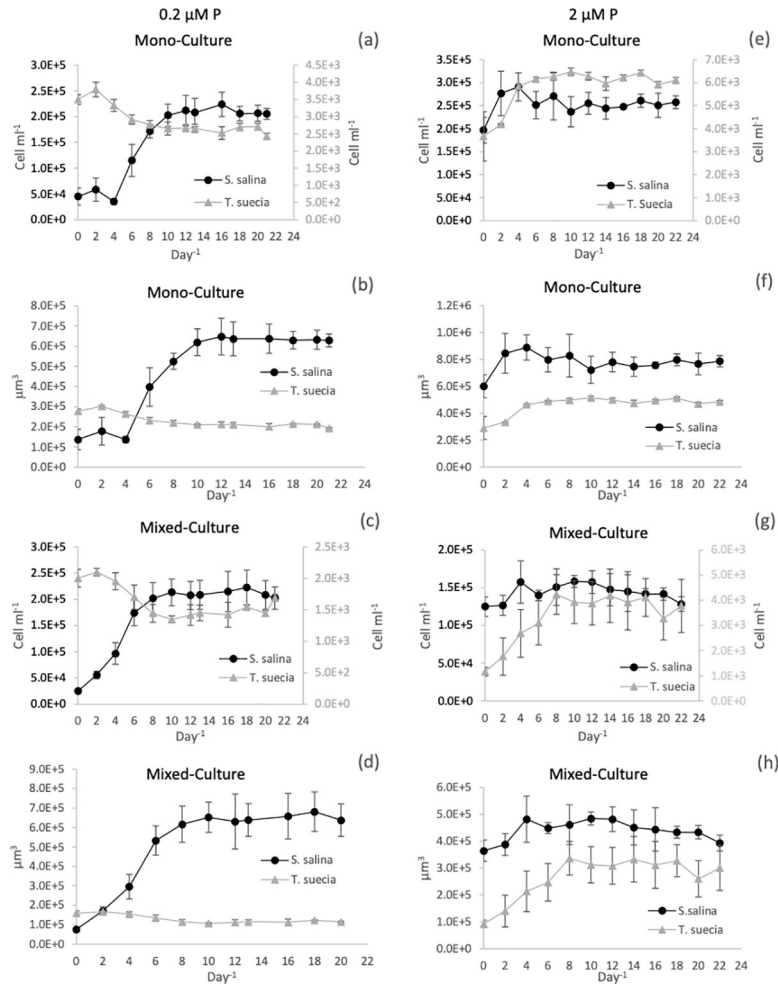 0.2 µM P
Mono-Culture
(a)
3.0E+5
2.5E+5
2.0E+5
1.5E+5
1.0E+5
5.0E+4
0.0E+0
Cell ml-1
4.5E+3
4.0E+3
3.5E+3
3.0E+3
2.5E+3
2.0E+3
1.5E+3
1.0E+3
5.0E+2
0.0E+0
Cell ml-1
S. salina
T. suecia
0 2 4 6 8 10 12 14 16 18 20 22 24
Day-1
2 µM P
Mono-Culture
(e)
3.5E+5
3.0E+5
2.5E+5
2.0E+5
1.5E+5
1.0E+5
5.0E+4
0.0E+0
Cell ml-1
7.0E+3
6.0E+3
5.0E+3
4.0E+3
3.0E+3
2.0E+3
1.0E+3
0.0E+0
Cell ml-1
S. salina
T. Suecia
0 2 4 6 8 10 12 14 16 18 20 22 24
Day-1
Mono-Culture
(b)
8.0E+5
7.0E+5
6.0E+5
5.0E+5
4.0E+5
3.0E+5
2.0E+5
1.0E+5
0.0E+0
µm3
S. salina
T. suecia
0 2 4 6 8 10 12 14 16 18 20 22 24
Day-1
Mono-Culture
(f)
1.2E+6
1.0E+6
8.0E+5
6.0E+5
4.0E+5
2.0E+5
0.0E+0
µm3
S. salina
T. suecia
0 2 4 6 8 10 12 14 16 18 20 22 24
Day-1
Mixed-Culture
(c)
3.0E+5
2.5E+5
2.0E+5
1.5E+5
1.0E+5
5.0E+4
0.0E+0
Cell ml-1
2.5E+3
2.0E+3
1.5E+3
5.0E+2
0.0E+0
Cell ml-1
S. salina
T. suecia
0 2 4 6 8 10 12 14 16 18 20 22 24
Day-1
Mixed-Culture
(g)
2.0E+5
1.5E+5
1.0E+5
5.0E+4
0.0E+0
Cell ml-1
6.0E+3
5.0E+3
4.0E+3
3.0E+3
2.0E+3
1.0E+3
0.0E+0
Cell ml-1
S. salina
T. suecia
0 2 4 6 8 10 12 14 16 18 20 22 24
Day-1
Mixed-Culture
(d)
9.0E+5
8.0E+5
7.0E+5
6.0E+5
5.0E+5
4.0E+5
3.0E+5
2.0E+5
1.0E+5
0.0E+0
µm3
S. salina
T. suecia
0 2 4 6 8 10 12 14 16 18 20 22
Day-1
Mixed-Culture
(h)
6.0E+5
5.0E+5
4.0E+5
3.0E+5
2.0E+5
1.0E+5
0.0E+0
µm3
S.salina
T. suecia
0 2 4 6 8 10 12 14 16 18 20 22 24
Day-1